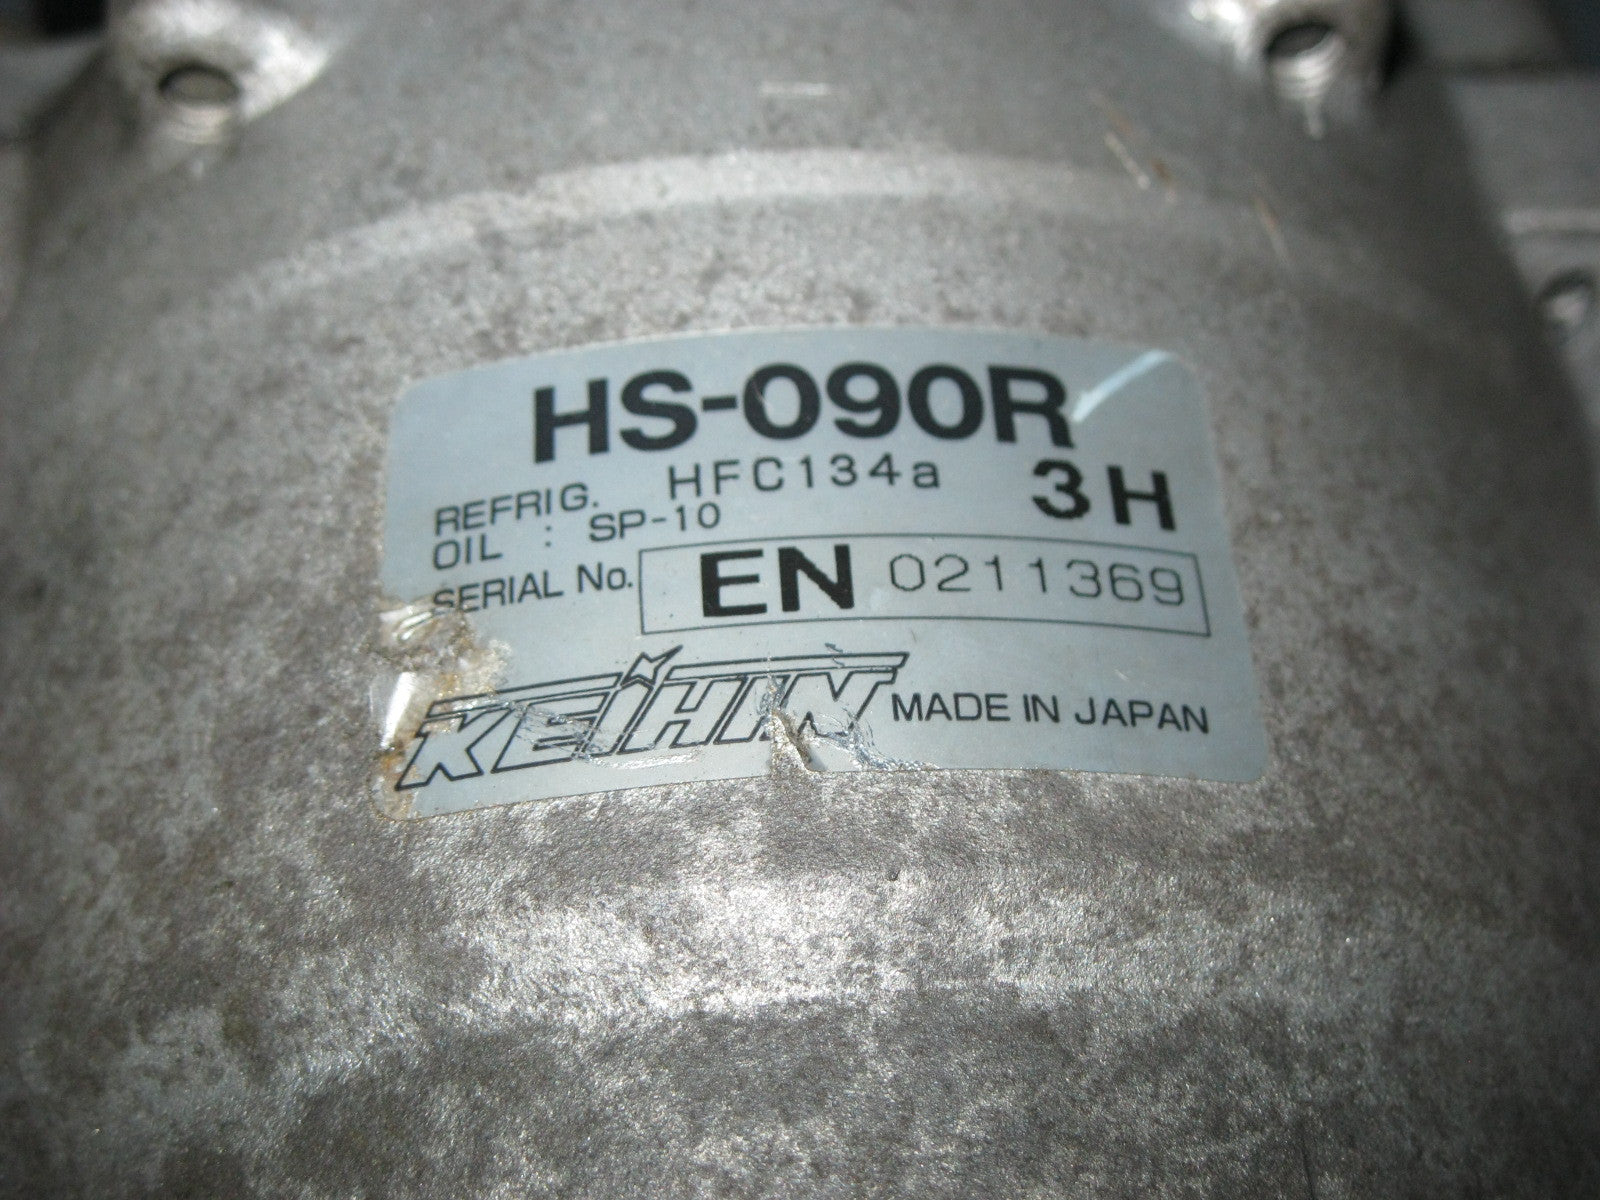 HS-090R
REFRIG. HFC134a 3H
OIL : SP-10
SERIAL No. EN 0211369
KEIHIN MADE IN JAPAN